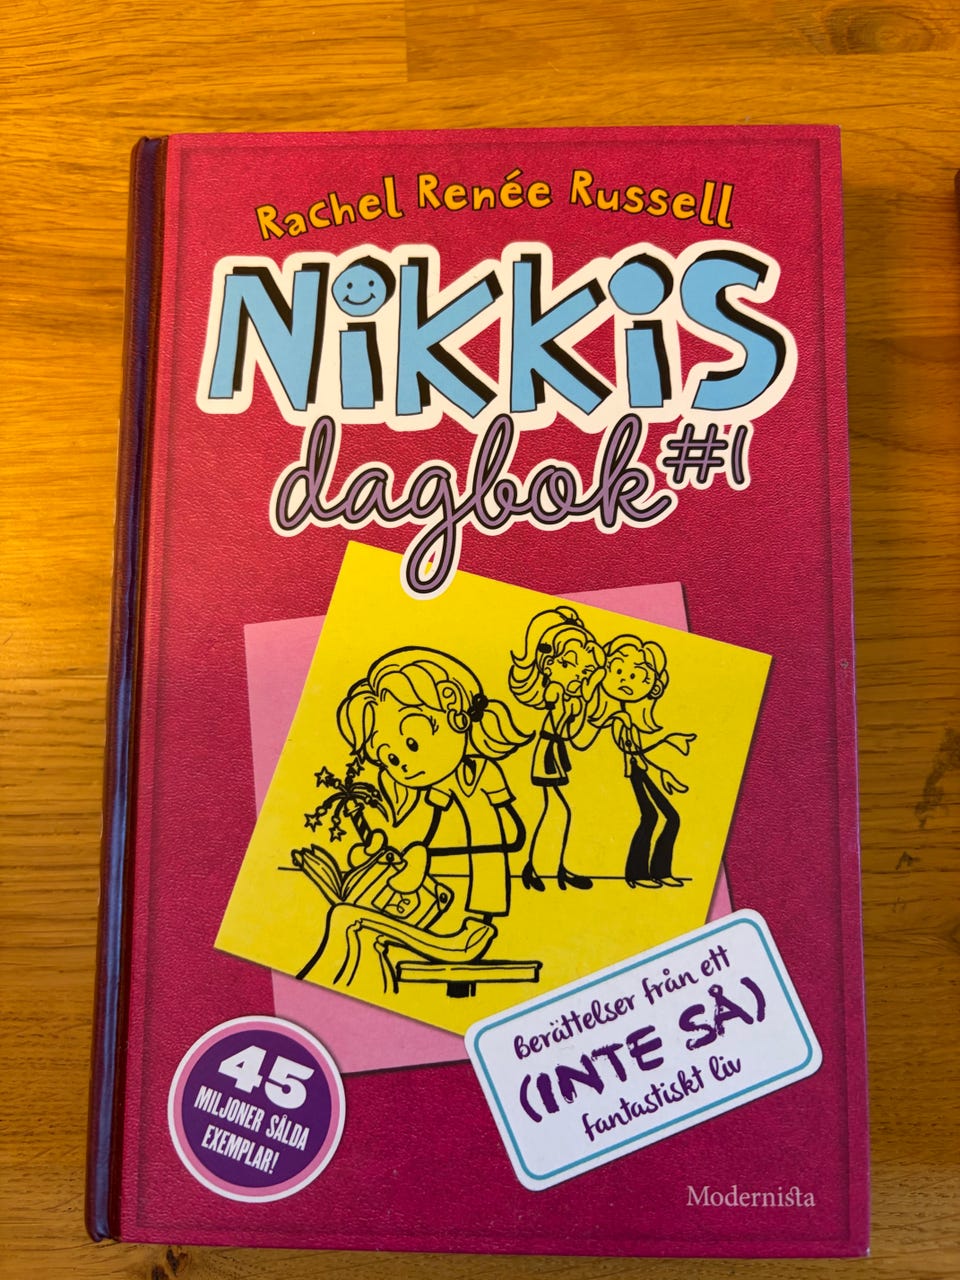 Rachel Renée Russell
NiKKiS
dagbok #1
Berättelser från ett
(INTE SÅ)
fantastiskt liv
45
MILJONER SÅLDA
EXEMPLAR!
Modernista